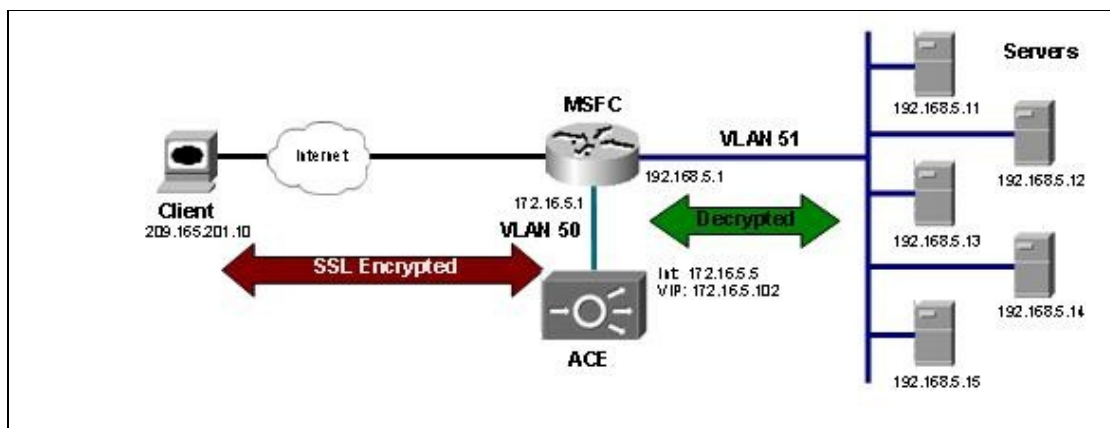 Servers
192.168.5.11
MSFC
VLAN 51
Internet
192.168.5.1
192.168.5.12
172.16.5.1
Client
209.165.201.10
VLAN 50
Decrypted
192.168.5.13
SSL Encrypted
Int: 172.16.5.5
VIP: 172.16.5.102
192.168.5.14
ACE
192.168.5.15